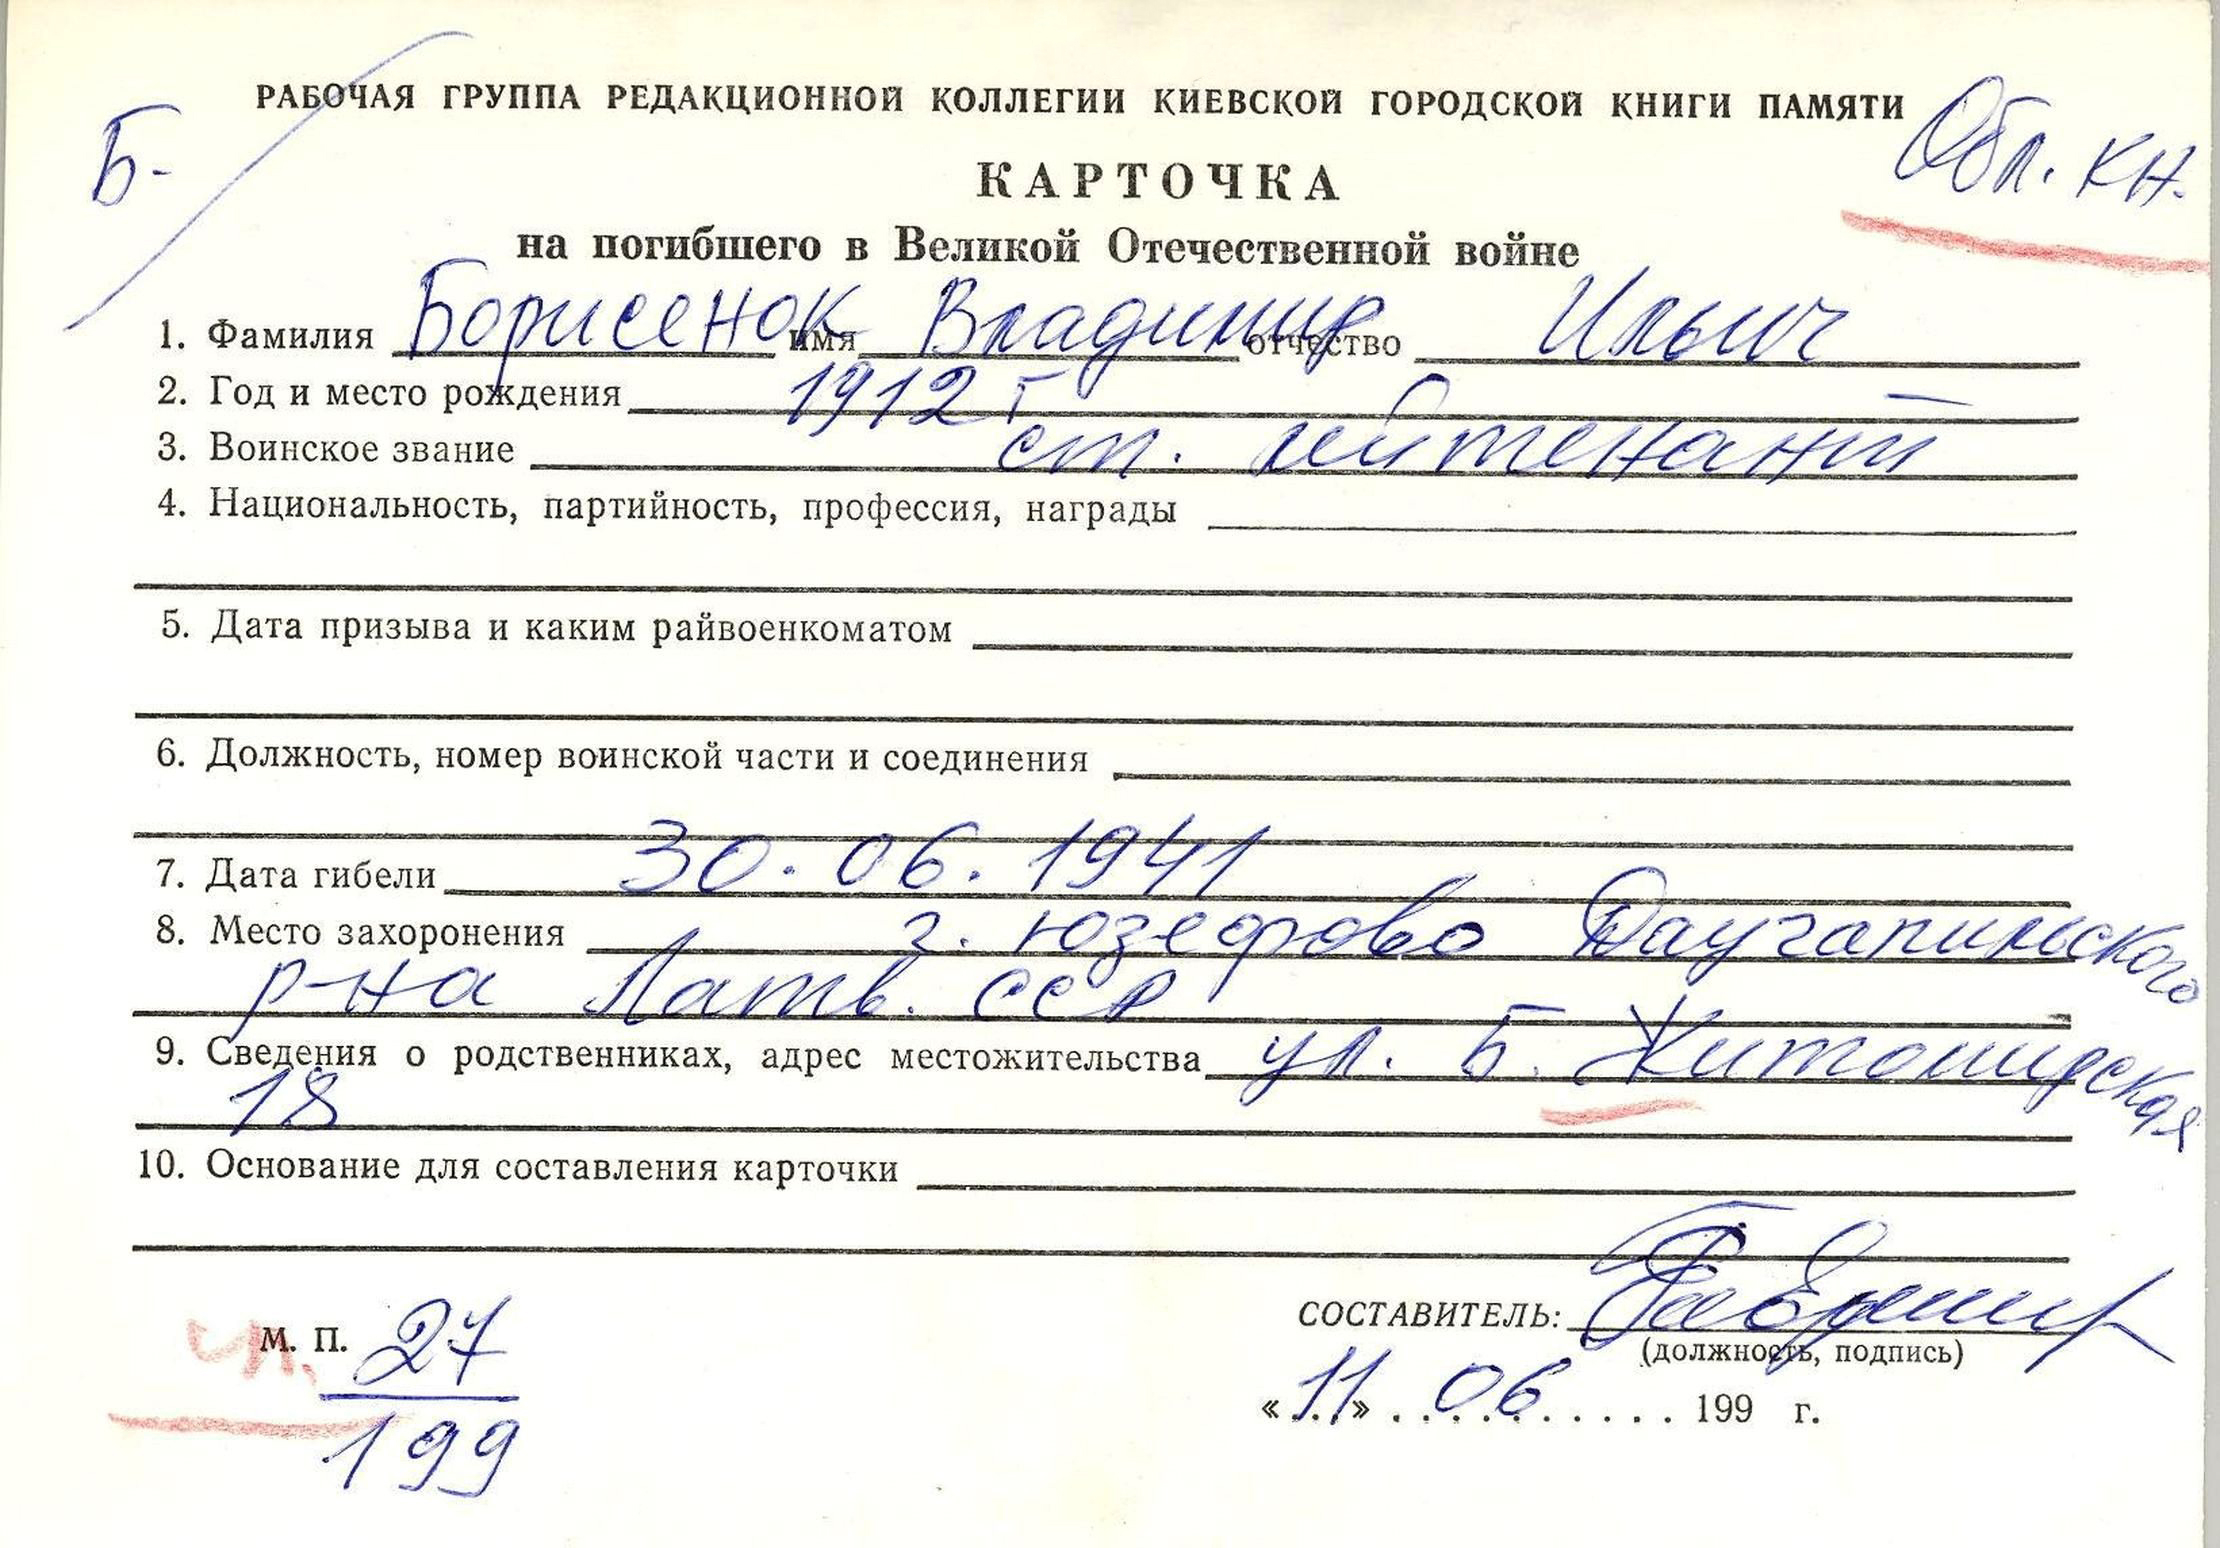 РАБОЧАЯ ГРУППА РЕДАКЦИОННОЙ КОЛЛЕГИИ КИЕВСКОЙ ГОРОДСКОЙ КНИГИ ПАМЯТИ
Б-
Обл. кн.
КАРТОЧКА
на погибшего в Великой Отечественной войне
1. Фамилия Борисенок имя Владимир отчество Ильич
2. Год и место рождения 1912 г
3. Воинское звание ст. лейтенант
4. Национальность, партийность, профессия, награды
5. Дата призыва и каким райвоенкоматом
6. Должность, номер воинской части и соединения
7. Дата гибели 30.06.1941
8. Место захоронения г. Юзефово Даугапильского
р-на Латв. ССР
9. Сведения о родственниках, адрес местожительства ул. Б. Житомирская
18
10. Основание для составления карточки
СОСТАВИТЕЛЬ:
(должность, подпись)
М. П. 27
199
«11» 06 199 г.